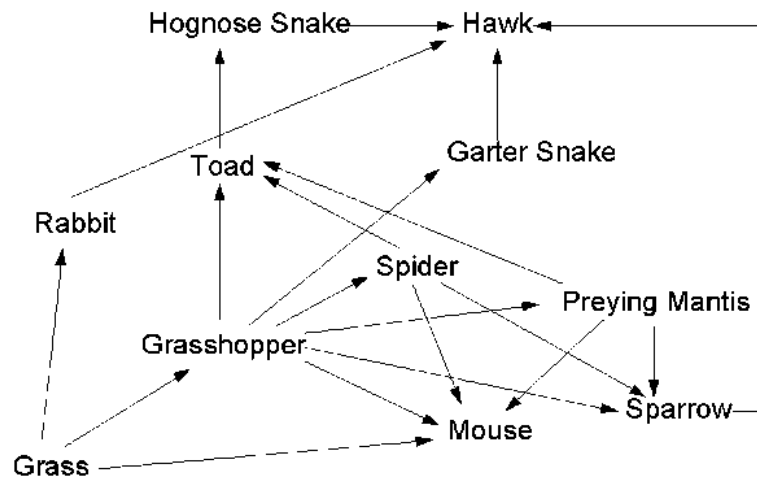 Hognose Snake
Hawk
Toad
Garter Snake
Rabbit
Spider
Preying Mantis
Grasshopper
Sparrow
Mouse
Grass